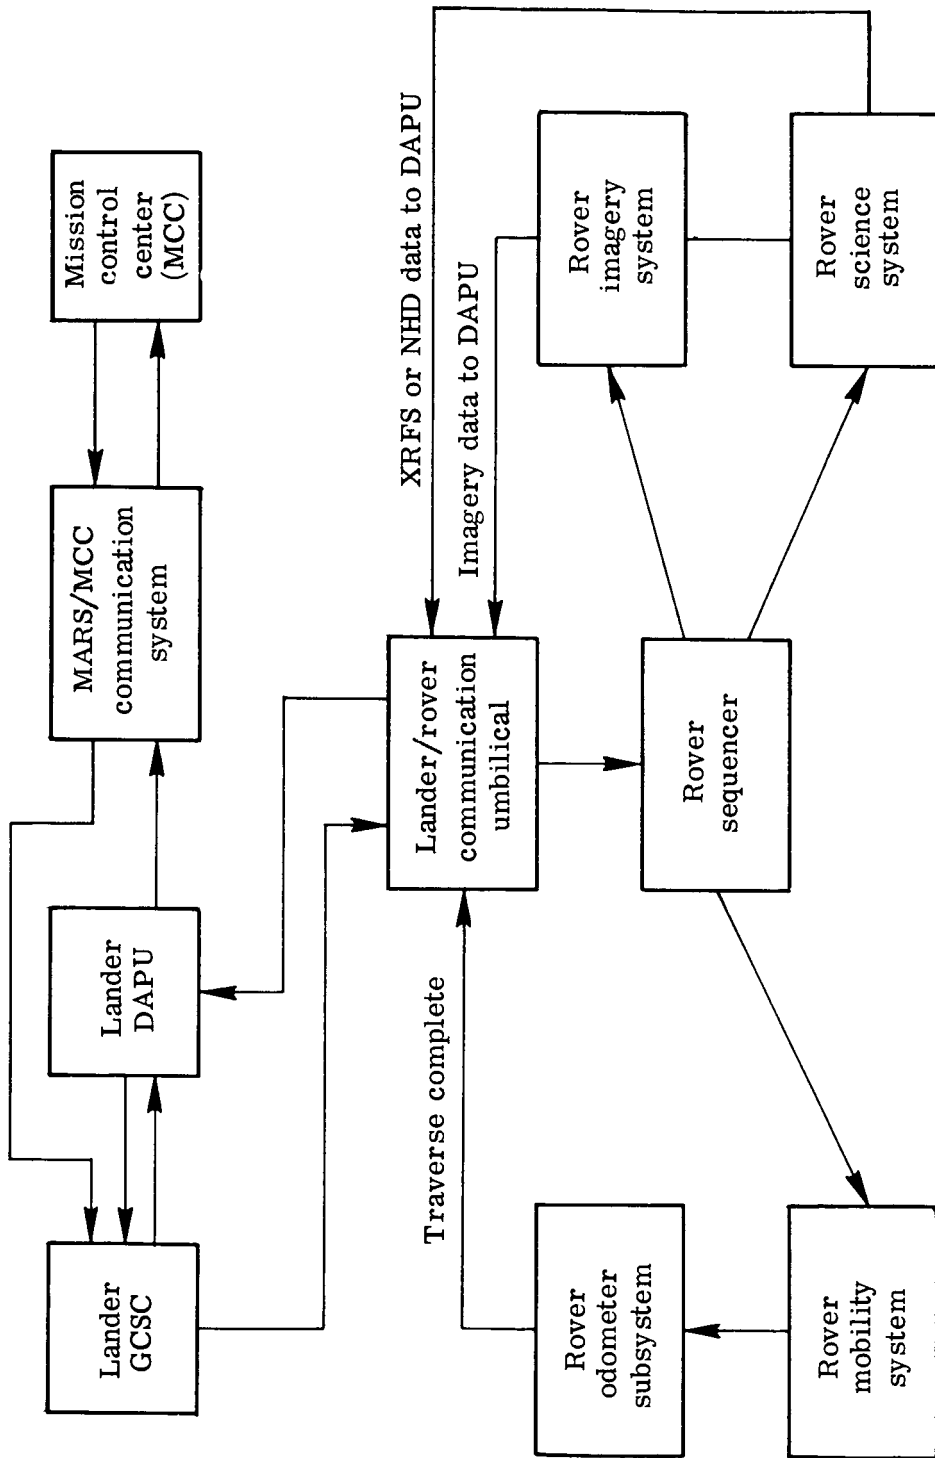 Lander
GCSC
Lander
DAPU
MARS/MCC
communication
system
Mission
control
center
(MCC)
Traverse complete
Lander/rover
communication
umbilical
XRFS or NHD data to DAPU
Imagery data to DAPU
Rover
odometer
subsystem
Rover
imagery
system
Rover
sequencer
Rover
mobility
system
Rover
science
system